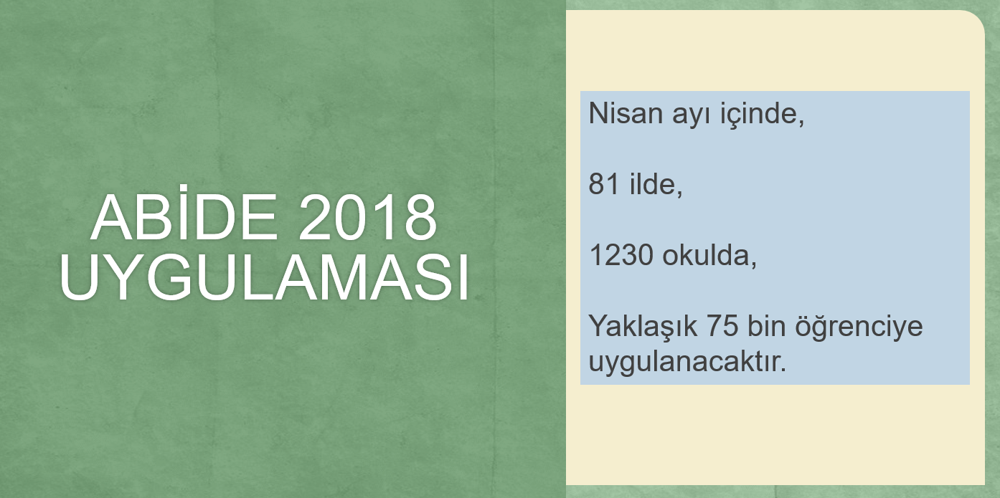 ABİDE 2018
UYGULAMASI
Nisan ayı içinde,
81 ilde,
1230 okulda,
Yaklaşık 75 bin öğrenciye
uygulanacaktır.